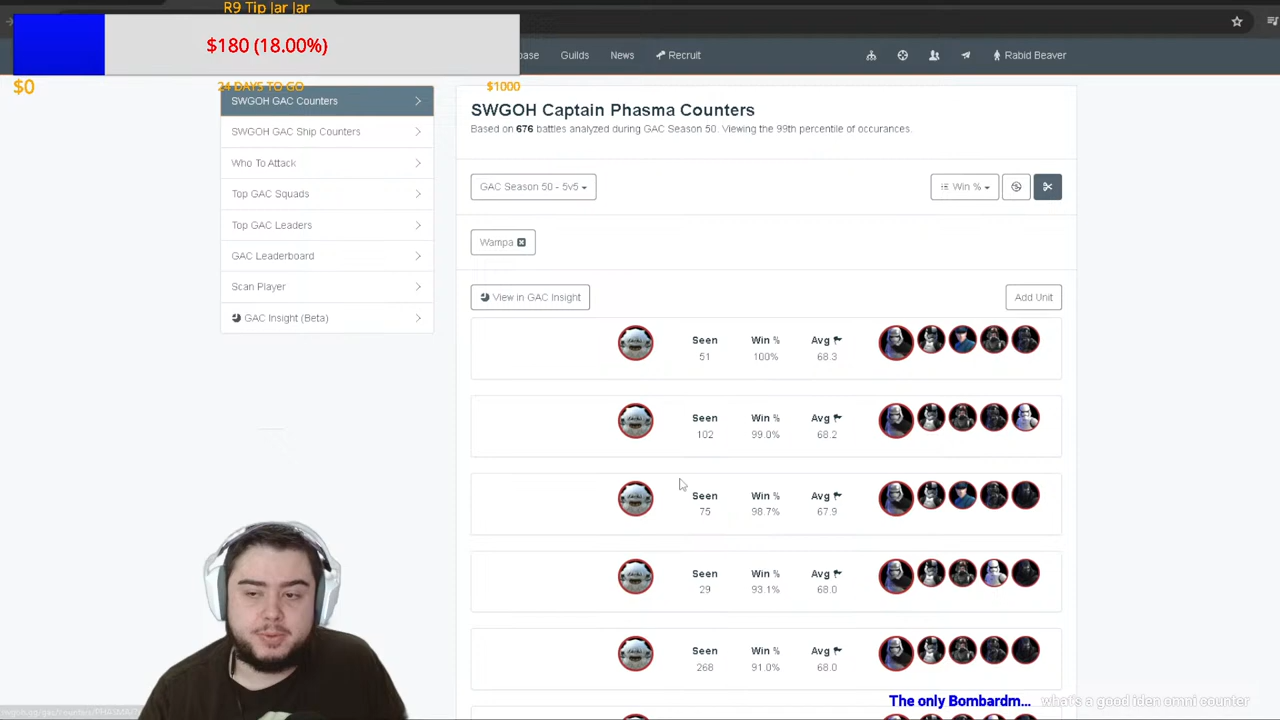 R9 Tip Jar Jar
$180 (18.00%)
$0
24 DAYS TO GO
$1000
base
Guilds
News
Recruit
Rabid Beaver
SWGOH GAC Counters
SWGOH GAC Ship Counters
Who To Attack
Top GAC Squads
Top GAC Leaders
GAC Leaderboard
Scan Player
GAC Insight (Beta)
SWGOH Captain Phasma Counters
Based on 676 battles analyzed during GAC Season 50. Viewing the 99th percentile of occurances.
GAC Season 50 - 5v5
Win %
Wampa
View in GAC Insight
Add Unit
Seen Win % Avg
51 100% 68.3
Seen Win % Avg
102 99.0% 68.2
Seen Win % Avg
75 98.7% 67.9
Seen Win % Avg
29 93.1% 68.0
Seen Win % Avg
268 91.0% 68.0
The only Bombardm... what's a good iden omni counter